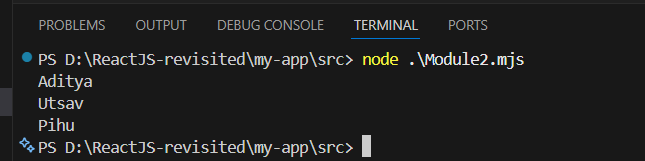 PROBLEMS OUTPUT DEBUG CONSOLE TERMINAL PORTS
PS D:\ReactJS-revisited\my-app\src> node .\Module2.mjs
Aditya
Utsav
Pihu
PS D:\ReactJS-revisited\my-app\src>